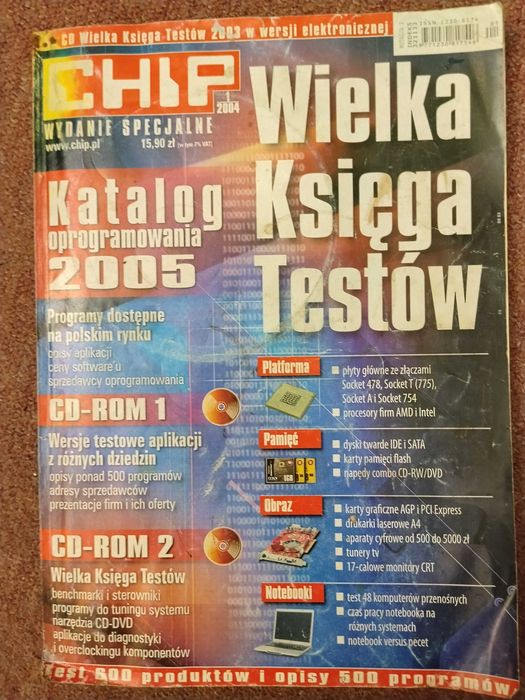 CD Wielka Księga Testów 2003 w wersji elektronicznej
CHIP
1
2004
WYDANIE SPECJALNE
www.chip.pl
15,90 zł (w tym 7% VAT)
Wielka
Księga
Testów
Katalog
oprogramowania
2005
Programy dostępne
na polskim rynku
opisy aplikacji
ceny software'u
sprzedawcy oprogramowania
CD-ROM 1
Wersje testowe aplikacji
z różnych dziedzin
opisy ponad 500 programów
adresy sprzedawców
prezentacje firm i ich oferty
CD-ROM 2
Wielka Księga Testów
benchmarki i sterowniki
programy do tuningu systemu
narzędzia CD-DVD
aplikacje do diagnostyki
i overclockingu komponentów
Platforma
płyty główne ze złączami
Socket 478, Socket T (775),
Socket A i Socket 754
procesory firm AMD i Intel
Pamięć
dyski twarde IDE i SATA
karty pamięci flash
napędy combo CD-RW/DVD
Obraz
karty graficzne AGP i PCI Express
drukarki laserowe A4
aparaty cyfrowe od 500 do 5000 zł
tunery tv
17-calowe monitory CRT
Notebooki
test 48 komputerów przenośnych
czas pracy notebooka na
różnych systemach
notebook versus pecet
test 600 produktów i opisy 500 programów